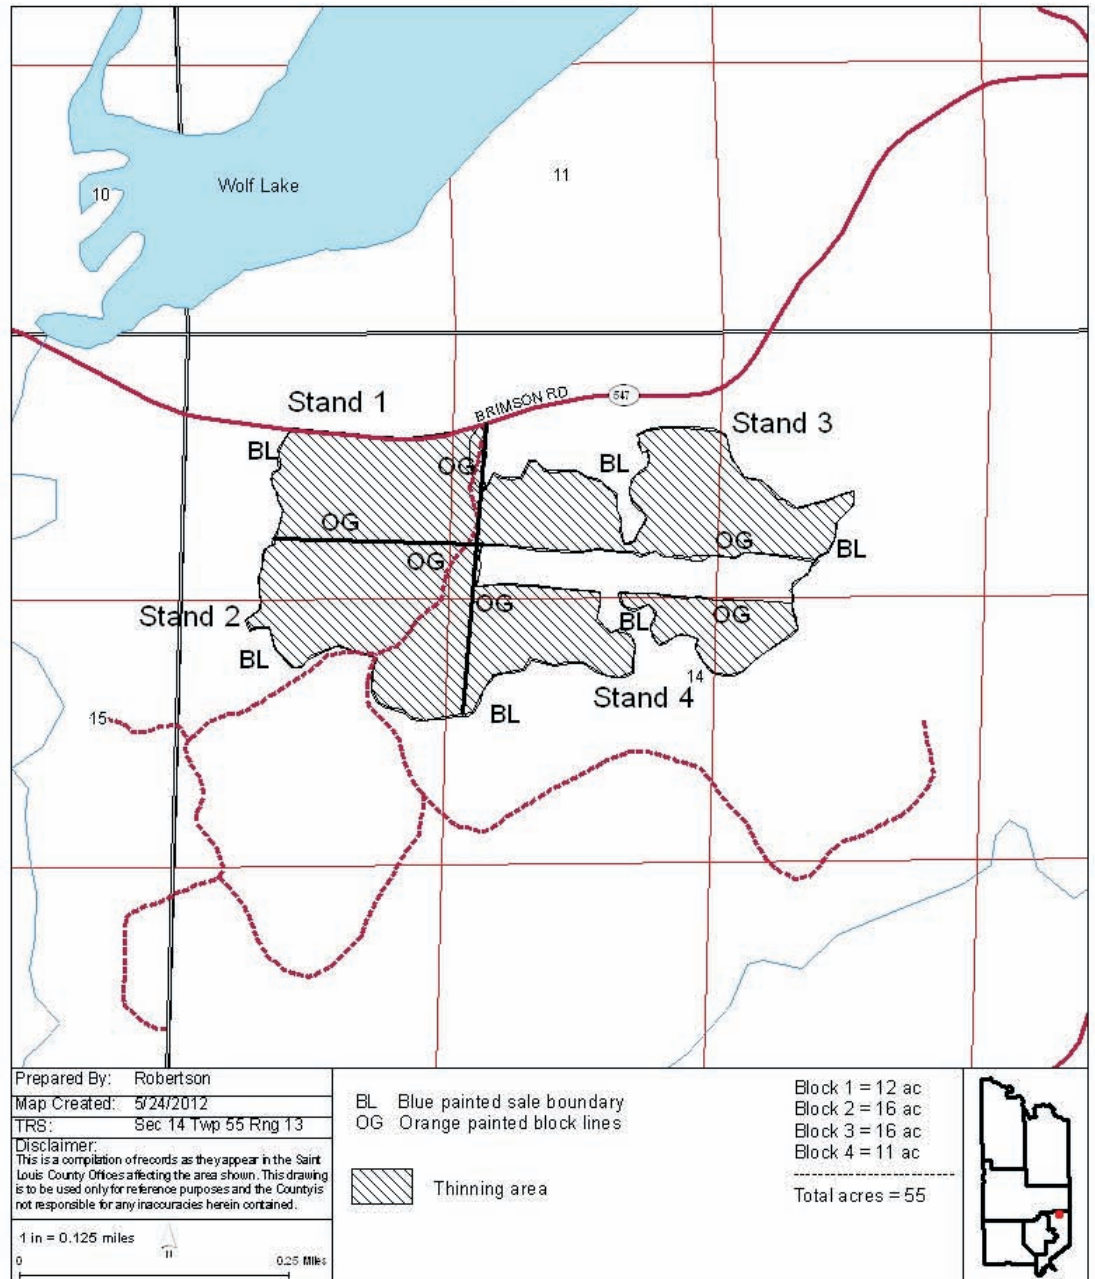 10
Wolf Lake
11
Stand 1
BRIMSON RD
547
Stand 3
BL
OG
BL
OG
OG
BL
OG
Stand 2
OG
BL
OG
BL
14
Stand 4
BL
15
Prepared By: Robertson
Map Created: 5/24/2012
TRS: Sec 14 Twp 55 Rng 13
Disclaimer:
This is a compilation of records as they appear in the Saint
Louis County Offices affecting the area shown. This drawing
is to be used only for reference purposes and the County is
not responsible for any inaccuracies herein contained.
1 in = 0.125 miles
n
0 0.25 Miles
BL Blue painted sale boundary
OG Orange painted block lines
Thinning area
Block 1 = 12 ac
Block 2 = 16 ac
Block 3 = 16 ac
Block 4 = 11 ac
Total acres = 55